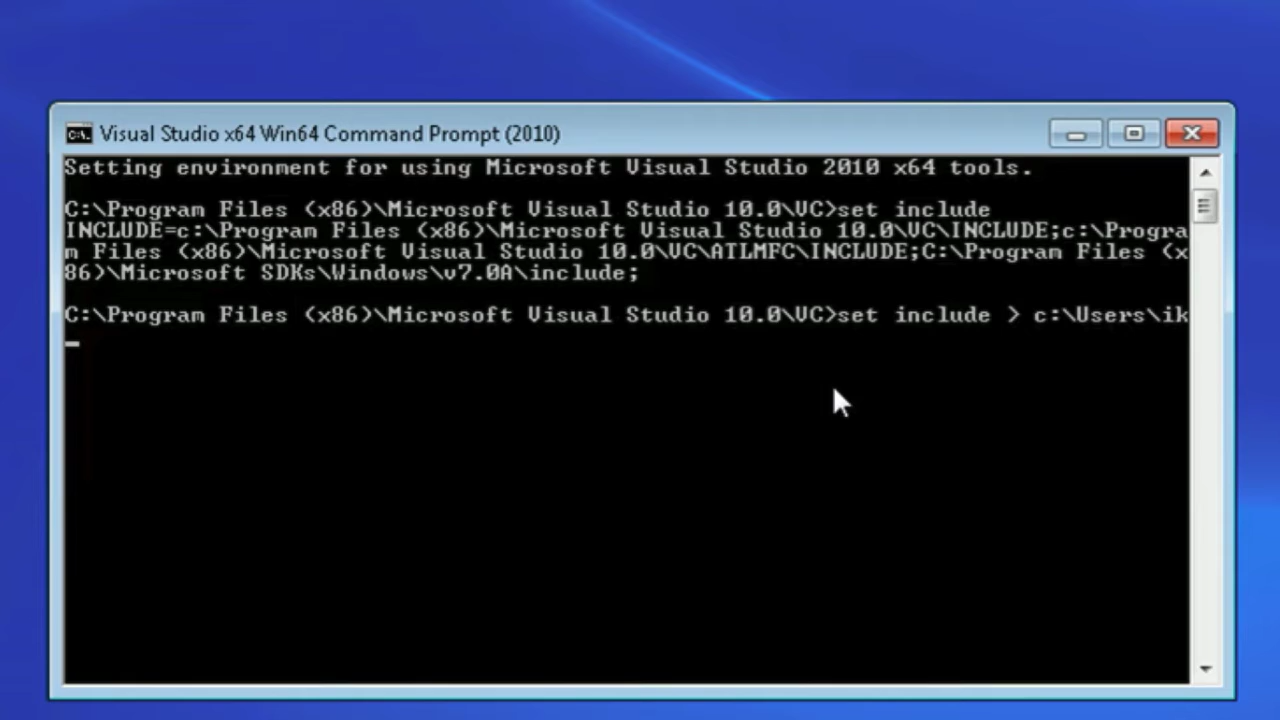 Visual Studio x64 Win64 Command Prompt (2010)
Setting environment for using Microsoft Visual Studio 2010 x64 tools.
C:\Program Files (x86)\Microsoft Visual Studio 10.0\VC>set include
INCLUDE=c:\Program Files (x86)\Microsoft Visual Studio 10.0\VC\INCLUDE;c:\Progra
m Files (x86)\Microsoft Visual Studio 10.0\VC\ATLMFC\INCLUDE;C:\Program Files (x
86)\Microsoft SDKs\Windows\v7.0A\include;
C:\Program Files (x86)\Microsoft Visual Studio 10.0\VC>set include > c:\Users\ik